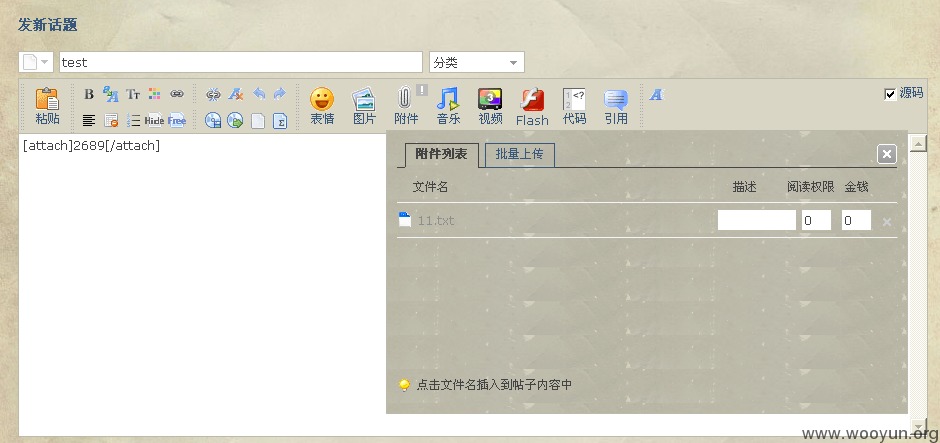 发新话题
test 分类
粘贴 B Tt Hide Free 表情 图片 附件 音乐 视频 Flash 代码 引用 A 源码
[attach]2689[/attach]
附件列表 批量上传
文件名 描述 阅读权限 金钱
11.txt 0 0
点击文件名插入到帖子内容中
www.wooyun.org